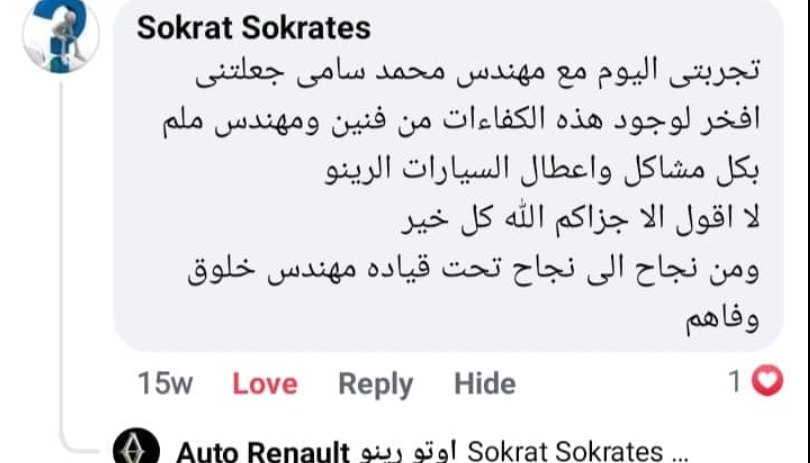 Sokrat Sokrates
تجربتى اليوم مع مهندس محمد سامى جعلتنى
افخر لوجود هذه الكفاءات من فنين ومهندس ملم
بكل مشاكل واعطال السيارات الرينو
لا اقول الا جزاكم الله كل خير
ومن نجاح الى نجاح تحت قياده مهندس خلوق
وفاهم
15w Love Reply Hide 1
Auto Renault اوتو رينو Sokrat Sokrates ...